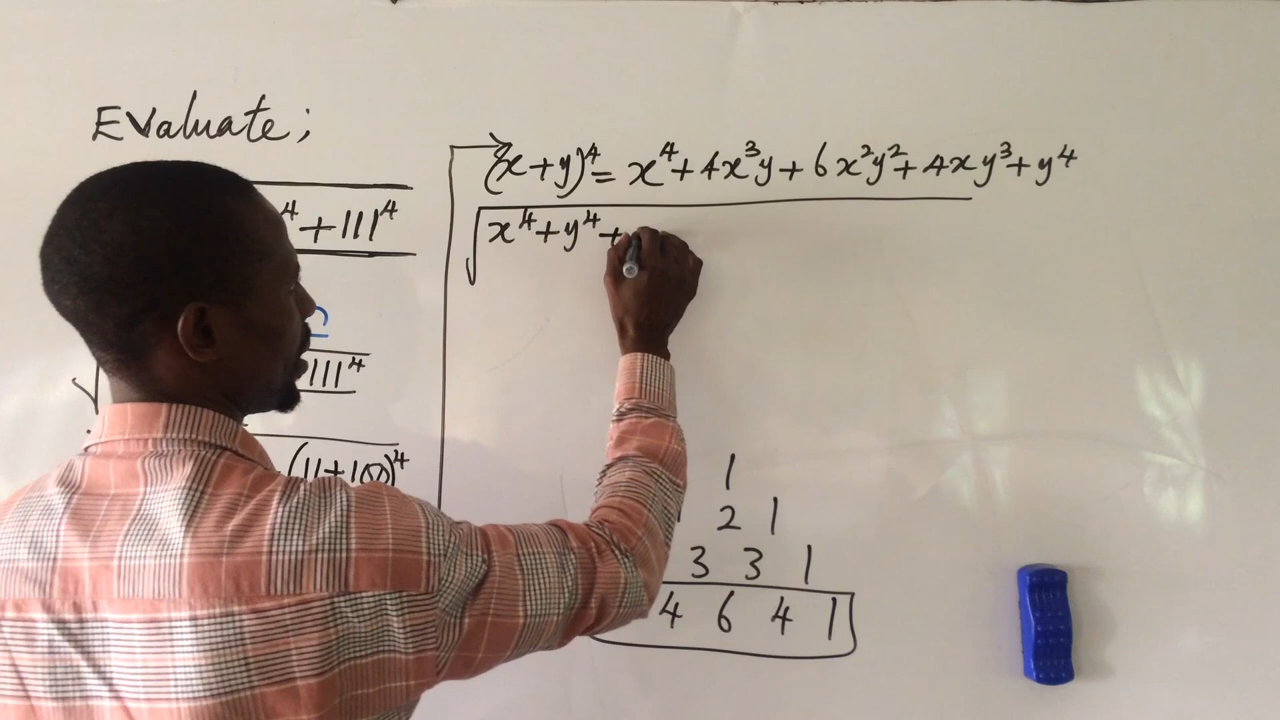 Evaluate;
⁴+111⁴
111⁴
(11+100)⁴
(x+y)⁴= x⁴+4x³y+6x²y²+4xy³+y⁴
√x⁴+y⁴+
1
2 1
3 3 1
4 6 4 1